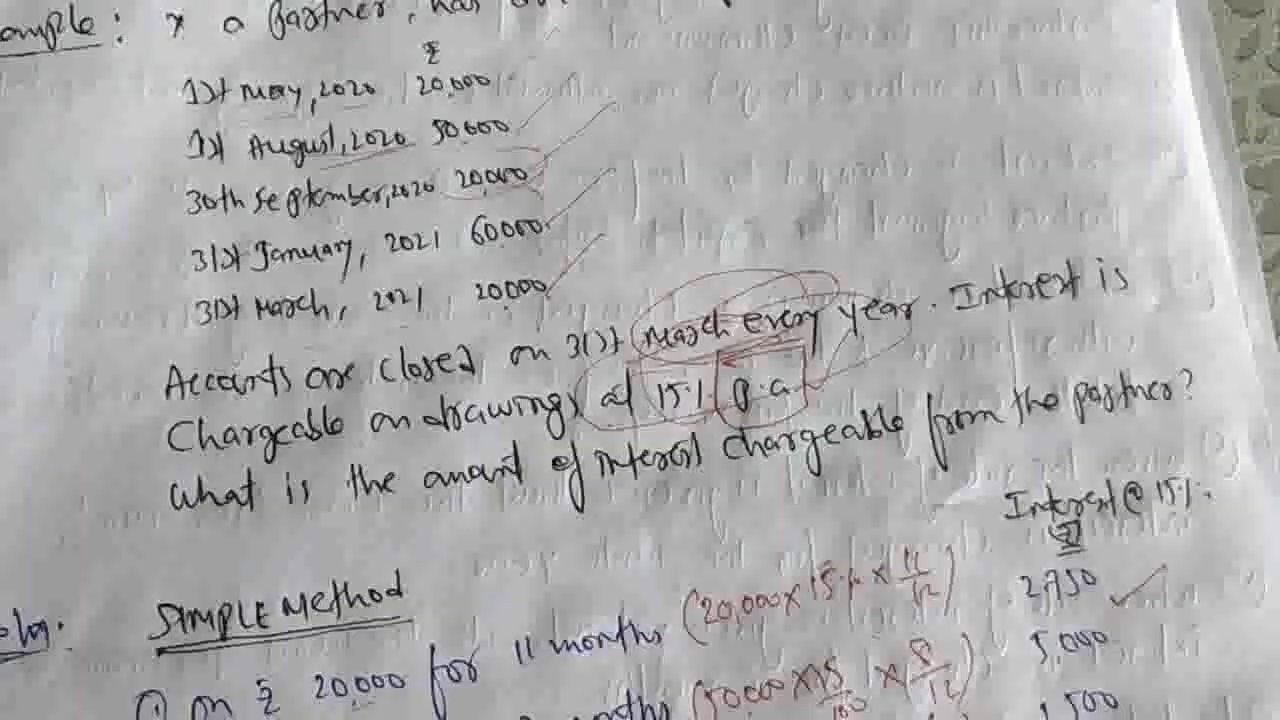 ample: X a partner, has
₹
1st May, 2020 20,000
1st August, 2020 50,000
30th September, 2020 20,000
31st January, 2021 60,000
31st March, 2021, 20,000
Accounts are closed on 31st March every year. Interest is
Chargeable on drawings at 15% p.a.
what is the amount of interest chargeable from the partner?
Interest @ 15%.
₹
Soln: SIMPLE Method
① on ₹ 20,000 for 11 months (20,000 x 15% x 11/12) 2,750
months (50,000 x 15/100 x 8/12) 5,000
1,500